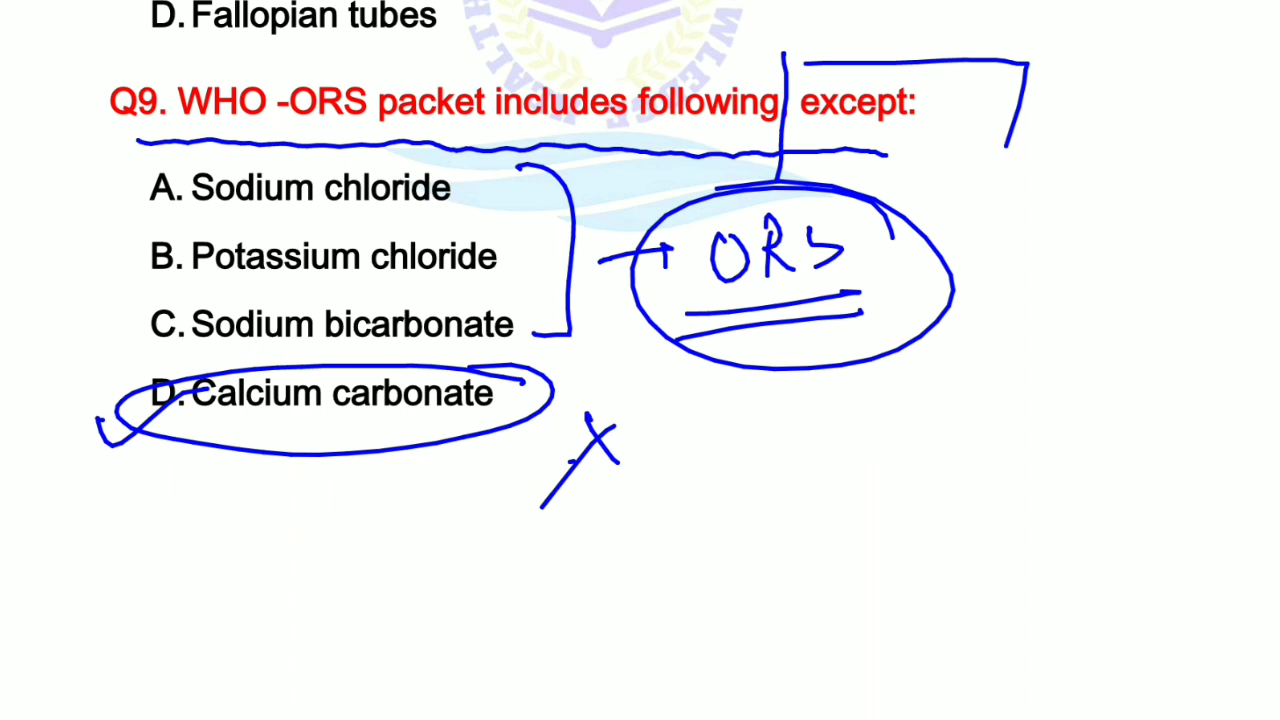 D. Fallopian tubes
Q9. WHO -ORS packet includes following except:
A. Sodium chloride
B. Potassium chloride
ORS
C. Sodium bicarbonate
D. Calcium carbonate